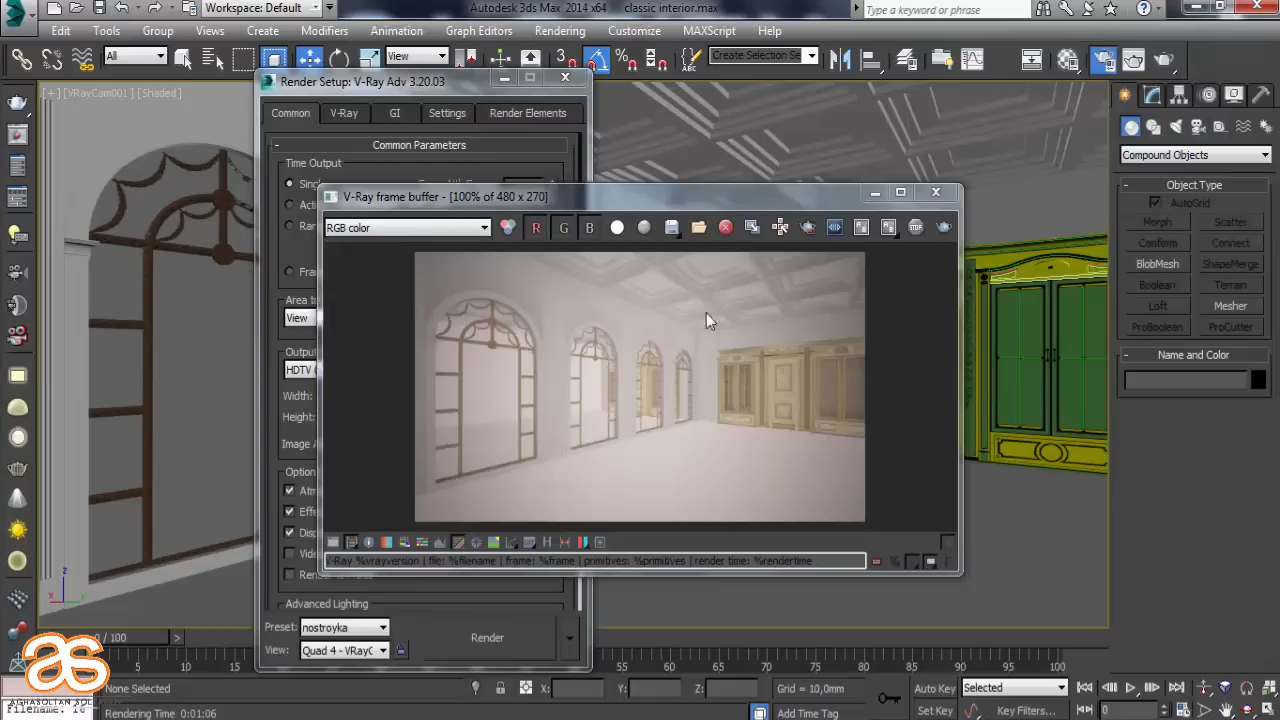 Workspace: Default
Autodesk 3ds Max 2014 x64
classic interior.max
Type a keyword or phrase
Edit Tools Group Views Create Modifiers Animation Graph Editors Rendering Customize MAXScript Help
All
View
Create Selection Se
[+] [VRayCam001] [Shaded]
Render Setup: V-Ray Adv 3.20.03
Common V-Ray GI Settings Render Elements
Common Parameters
Time Output
V-Ray frame buffer - [100% of 480 x 270]
RGB color
R G B
View
Output
HDTV
Width:
Height:
V-Ray %vrayversion | file: %filename | frame: %frame | primitives: %primitives | render time: %rendertime
Advanced Lighting
Preset: nostroyka
Render
View: Quad 4 - VRayC
Compound Objects
Object Type
AutoGrid
Morph Scatter
Conform Connect
BlobMesh ShapeMerge
Boolean Terrain
Loft Mesher
ProBoolean ProCutter
Name and Color
0 / 100
10 15 55 60 65 70 75 80 85 90 95 100
None Selected
X: Y: Z:
Grid = 10,0mm
Auto Key
Selected
Rendering Time 0:01:06
Add Time Tag
Set Key
Key Filters...
0